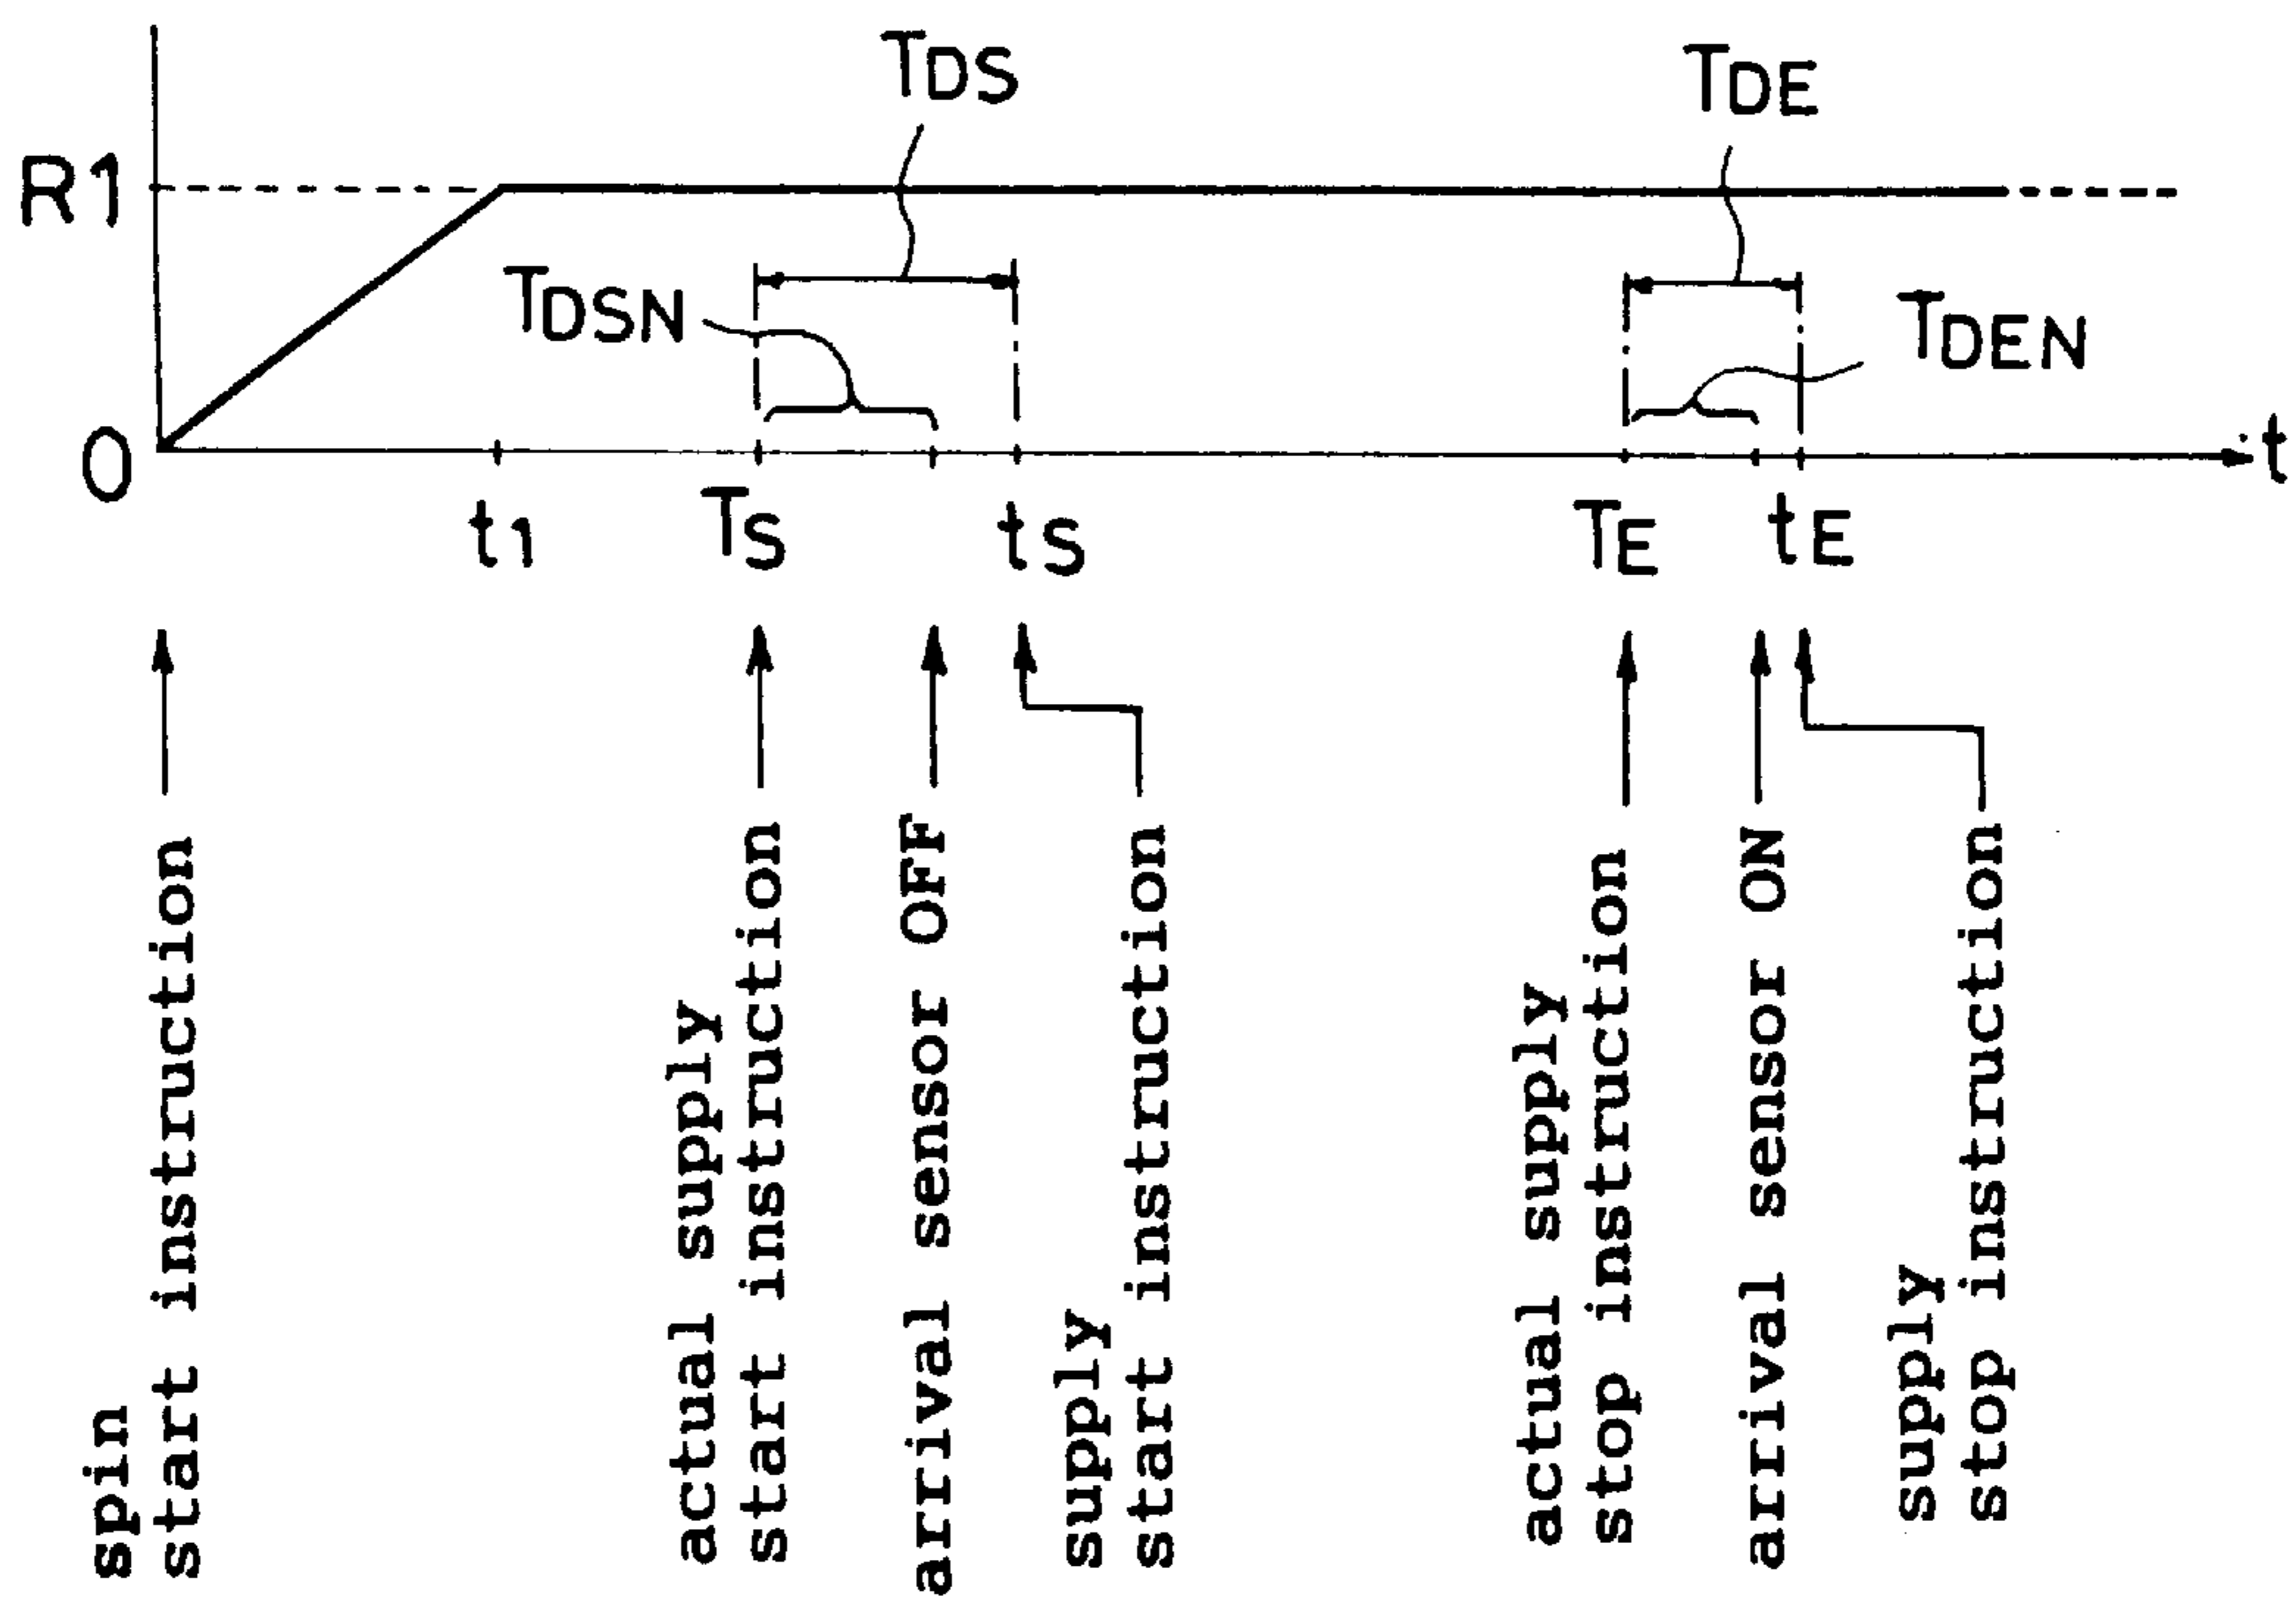 TDS
TDE
R1
TDSN
TDEN
0
t
t1
TS
tS
TE
tE
spin
start instruction
actual supply
start instruction
arrival sensor OFF
supply
start instruction
actual supply
stop instruction
arrival sensor ON
supply
stop instruction